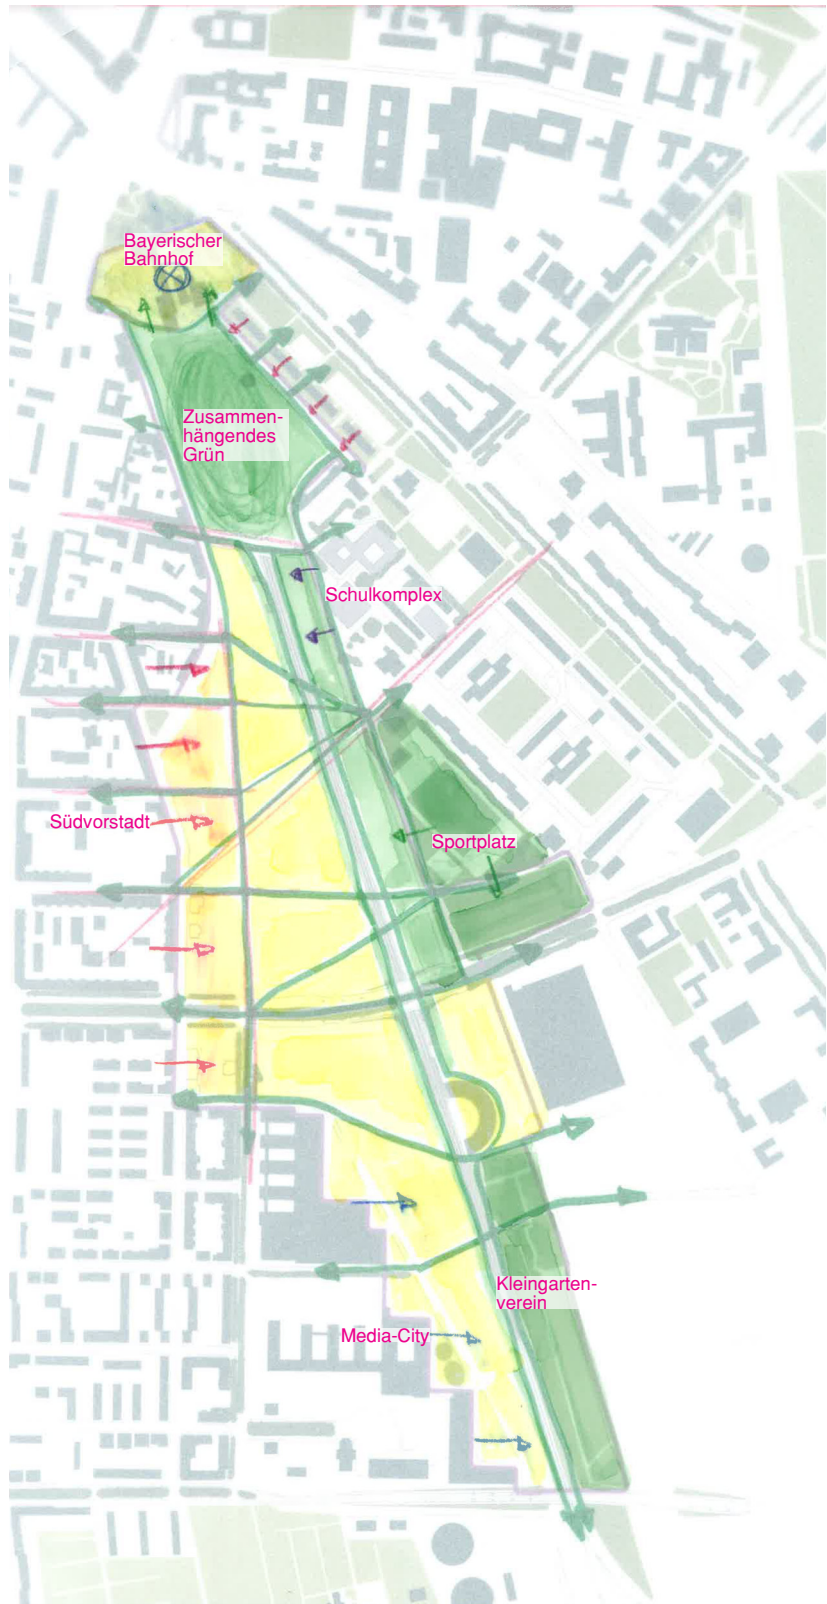 Bayerischer
Bahnhof
Zusammen-
hängendes
Grün
Schulkomplex
Südvorstadt
Sportplatz
Kleingarten-
verein
Media-City